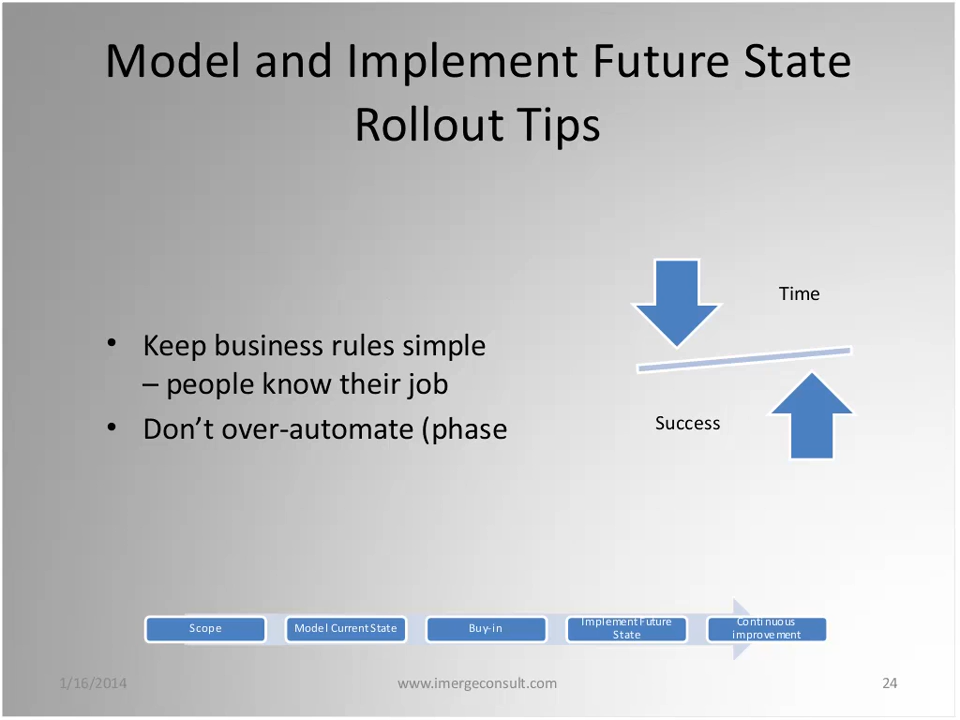 Model and Implement Future State
Rollout Tips
• Keep business rules simple
– people know their job
• Don’t over-automate (phase
Time
Success
Scope
Model Current State
Buy-in
Implement Future
State
Continuous
improvement
1/16/2014
www.imergeconsult.com
24